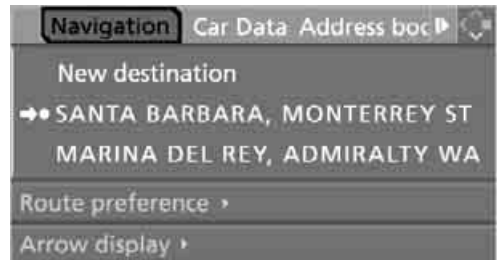 Navigation Car Data Address boc
New destination
SANTA BARBARA, MONTERREY ST
MARINA DEL REY, ADMIRALTY WA
Route preference
Arrow display